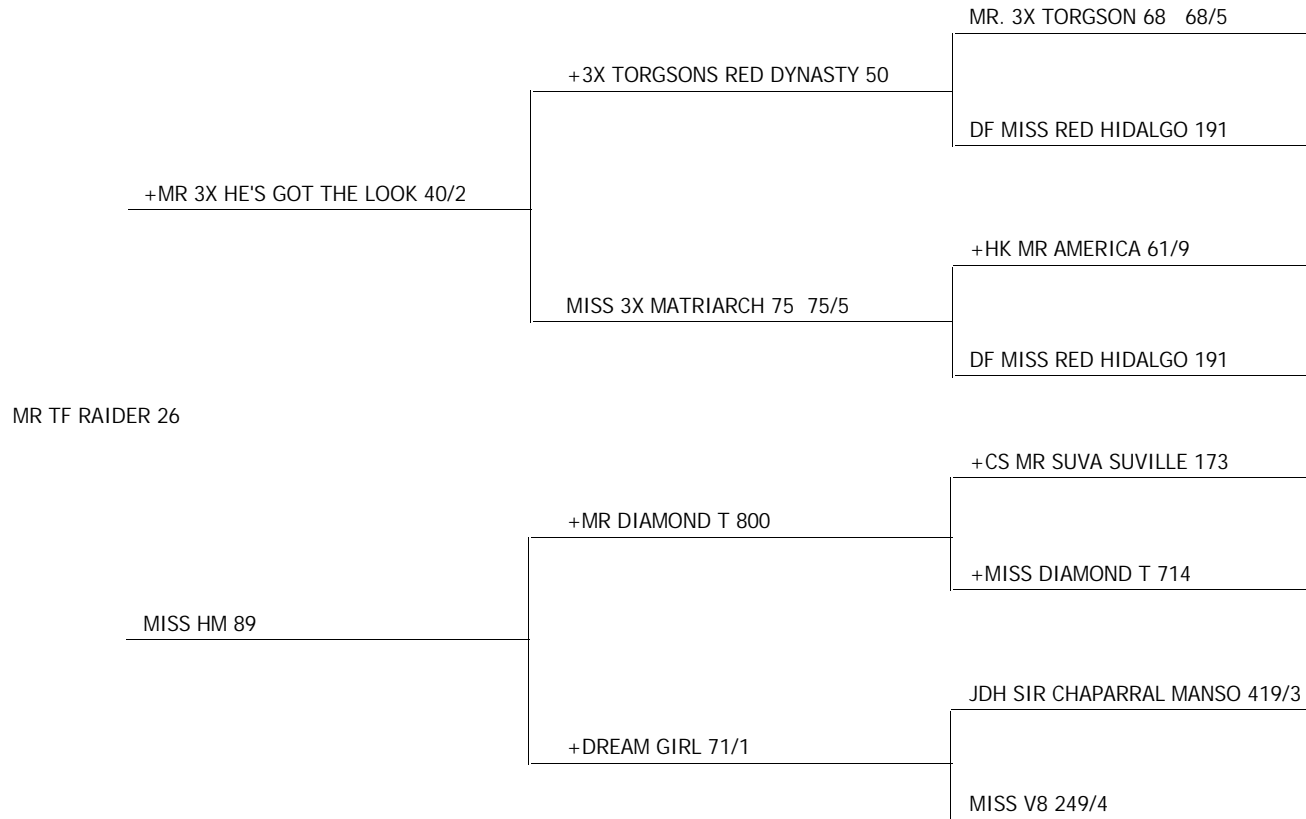 MR. 3X TORGSON 68 68/5
+3X TORGSONS RED DYNASTY 50
DF MISS RED HIDALGO 191
+MR 3X HE'S GOT THE LOOK 40/2
+HK MR AMERICA 61/9
MISS 3X MATRIARCH 75 75/5
DF MISS RED HIDALGO 191
MR TF RAIDER 26
+CS MR SUVA SUVILLE 173
+MR DIAMOND T 800
+MISS DIAMOND T 714
MISS HM 89
JDH SIR CHAPARRAL MANSO 419/3
+DREAM GIRL 71/1
MISS V8 249/4